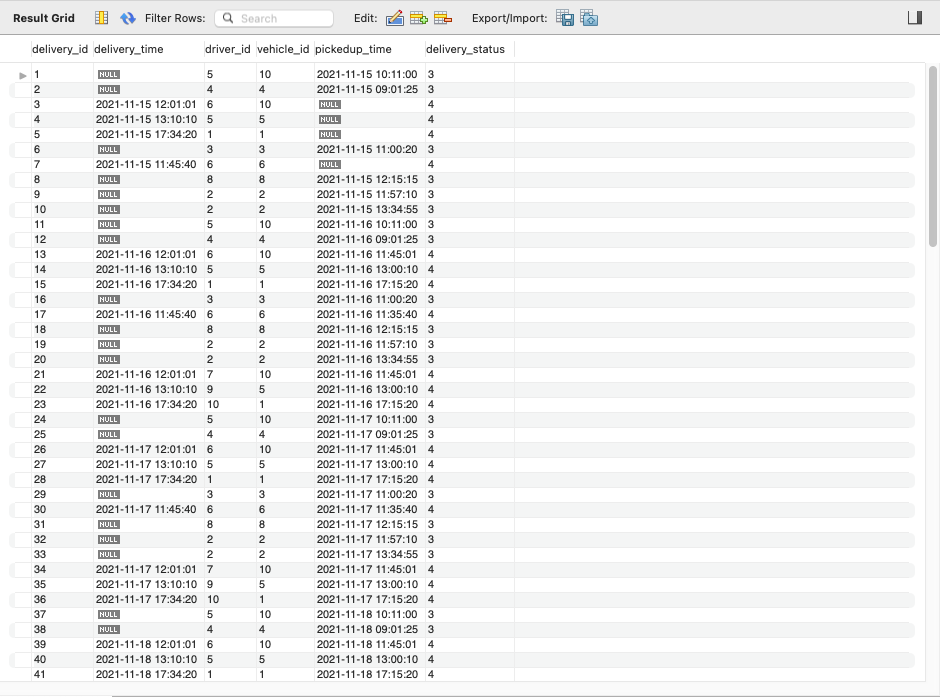 Result Grid Filter Rows: Search Edit: Export/Import:
delivery_id delivery_time driver_id vehicle_id pickedup_time delivery_status
1 NULL 5 10 2021-11-15 10:11:00 3
2 NULL 4 4 2021-11-15 09:01:25 3
3 2021-11-15 12:01:01 6 10 NULL 4
4 2021-11-15 13:10:10 5 5 NULL 4
5 2021-11-15 17:34:20 1 1 NULL 4
6 NULL 3 3 2021-11-15 11:00:20 3
7 2021-11-15 11:45:40 6 6 NULL 4
8 NULL 8 8 2021-11-15 12:15:15 3
9 NULL 2 2 2021-11-15 11:57:10 3
10 NULL 2 2 2021-11-15 13:34:55 3
11 NULL 5 10 2021-11-16 10:11:00 3
12 NULL 4 4 2021-11-16 09:01:25 3
13 2021-11-16 12:01:01 6 10 2021-11-16 11:45:01 4
14 2021-11-16 13:10:10 5 5 2021-11-16 13:00:10 4
15 2021-11-16 17:34:20 1 1 2021-11-16 17:15:20 4
16 NULL 3 3 2021-11-16 11:00:20 3
17 2021-11-16 11:45:40 6 6 2021-11-16 11:35:40 4
18 NULL 8 8 2021-11-16 12:15:15 3
19 NULL 2 2 2021-11-16 11:57:10 3
20 NULL 2 2 2021-11-16 13:34:55 3
21 2021-11-16 12:01:01 7 10 2021-11-16 11:45:01 4
22 2021-11-16 13:10:10 9 5 2021-11-16 13:00:10 4
23 2021-11-16 17:34:20 10 1 2021-11-16 17:15:20 4
24 NULL 5 10 2021-11-17 10:11:00 3
25 NULL 4 4 2021-11-17 09:01:25 3
26 2021-11-17 12:01:01 6 10 2021-11-17 11:45:01 4
27 2021-11-17 13:10:10 5 5 2021-11-17 13:00:10 4
28 2021-11-17 17:34:20 1 1 2021-11-17 17:15:20 4
29 NULL 3 3 2021-11-17 11:00:20 3
30 2021-11-17 11:45:40 6 6 2021-11-17 11:35:40 4
31 NULL 8 8 2021-11-17 12:15:15 3
32 NULL 2 2 2021-11-17 11:57:10 3
33 NULL 2 2 2021-11-17 13:34:55 3
34 2021-11-17 12:01:01 7 10 2021-11-17 11:45:01 4
35 2021-11-17 13:10:10 9 5 2021-11-17 13:00:10 4
36 2021-11-17 17:34:20 10 1 2021-11-17 17:15:20 4
37 NULL 5 10 2021-11-18 10:11:00 3
38 NULL 4 4 2021-11-18 09:01:25 3
39 2021-11-18 12:01:01 6 10 2021-11-18 11:45:01 4
40 2021-11-18 13:10:10 5 5 2021-11-18 13:00:10 4
41 2021-11-18 17:34:20 1 1 2021-11-18 17:15:20 4